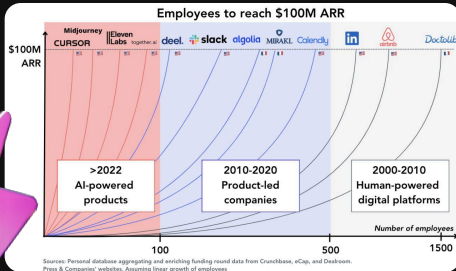 Employees to reach $100M ARR
Midjourney
CURSOR
IIElevenLabs
together.ai
deel.
slack
algolia
MIRAKL
Calendly
in
airbnb
Doctolib
$100M
ARR
>2022
AI-powered
products
2010-2020
Product-led
companies
2000-2010
Human-powered
digital platforms
Number of employees
100
500
1500
Sources: Personal database aggregating and enriching funding round data from Crunchbase, eCap, and Dealroom.
Press & Companies' websites. Assuming linear growth of employees